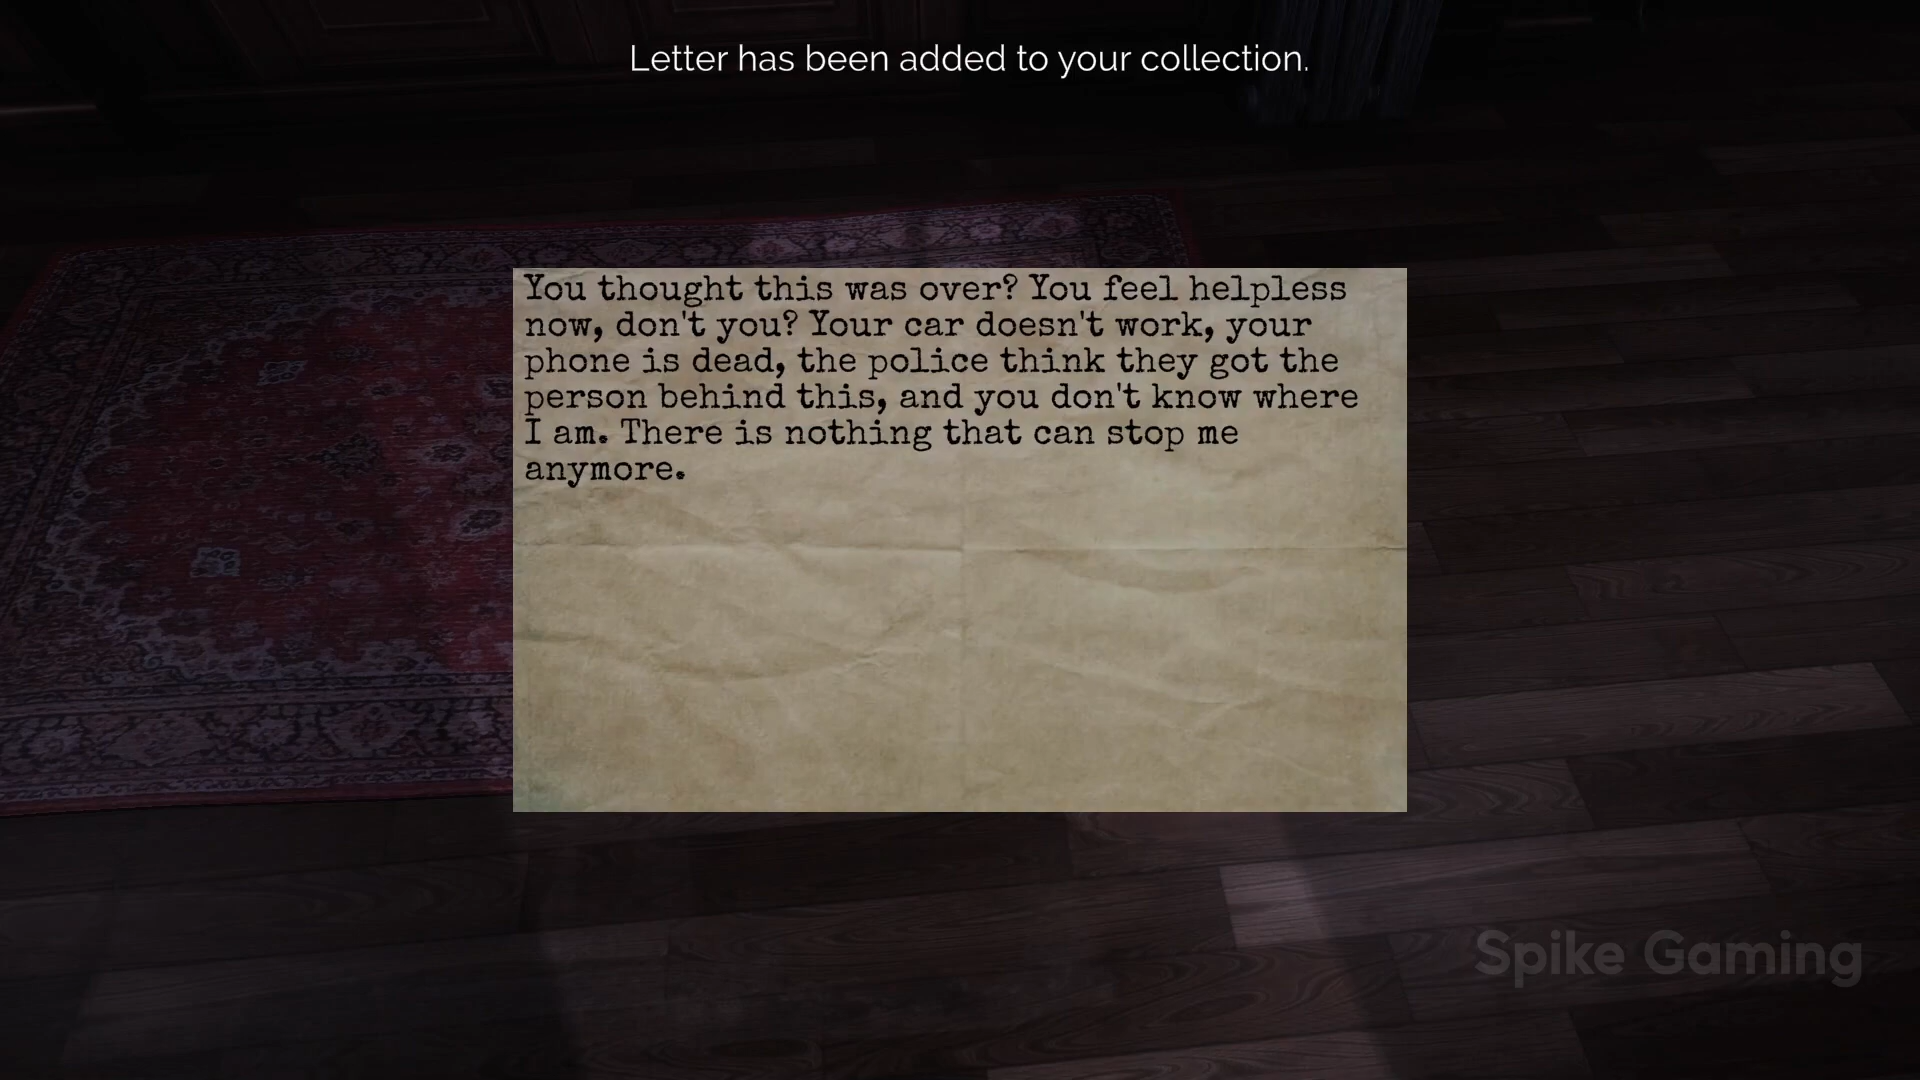 Letter has been added to your collection.
You thought this was over? You feel helpless
now, don't you? Your car doesn't work, your
phone is dead, the police think they got the
person behind this, and you don't know where
I am. There is nothing that can stop me
anymore.
Spike Gaming